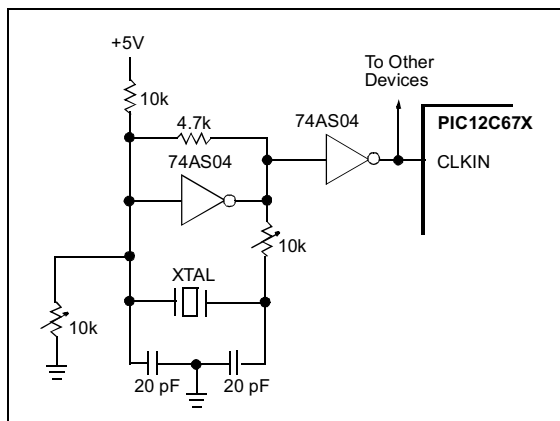 +5V
To Other
Devices
10k
4.7k
74AS04
PIC12C67X
74AS04
CLKIN
10k
XTAL
10k
20 pF
20 pF